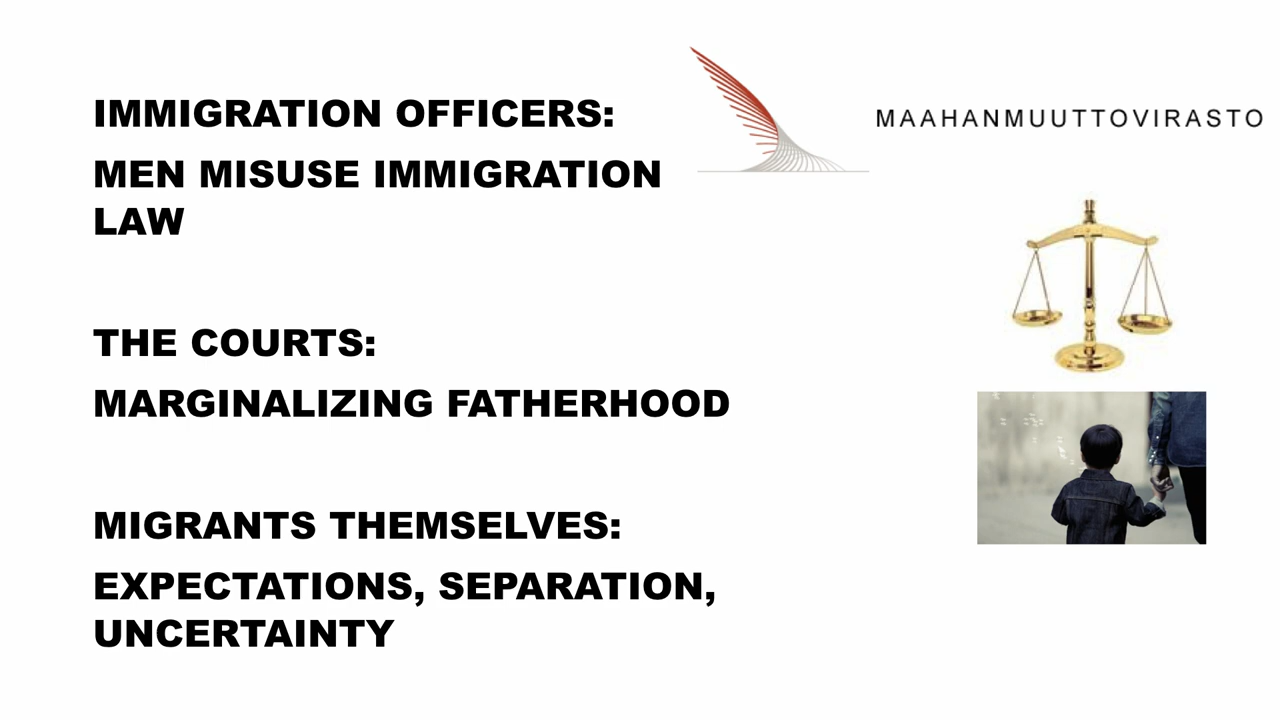 IMMIGRATION OFFICERS:
MEN MISUSE IMMIGRATION
LAW
MAAHANMUUTTOVIRASTO
THE COURTS:
MARGINALIZING FATHERHOOD
MIGRANTS THEMSELVES:
EXPECTATIONS, SEPARATION,
UNCERTAINTY